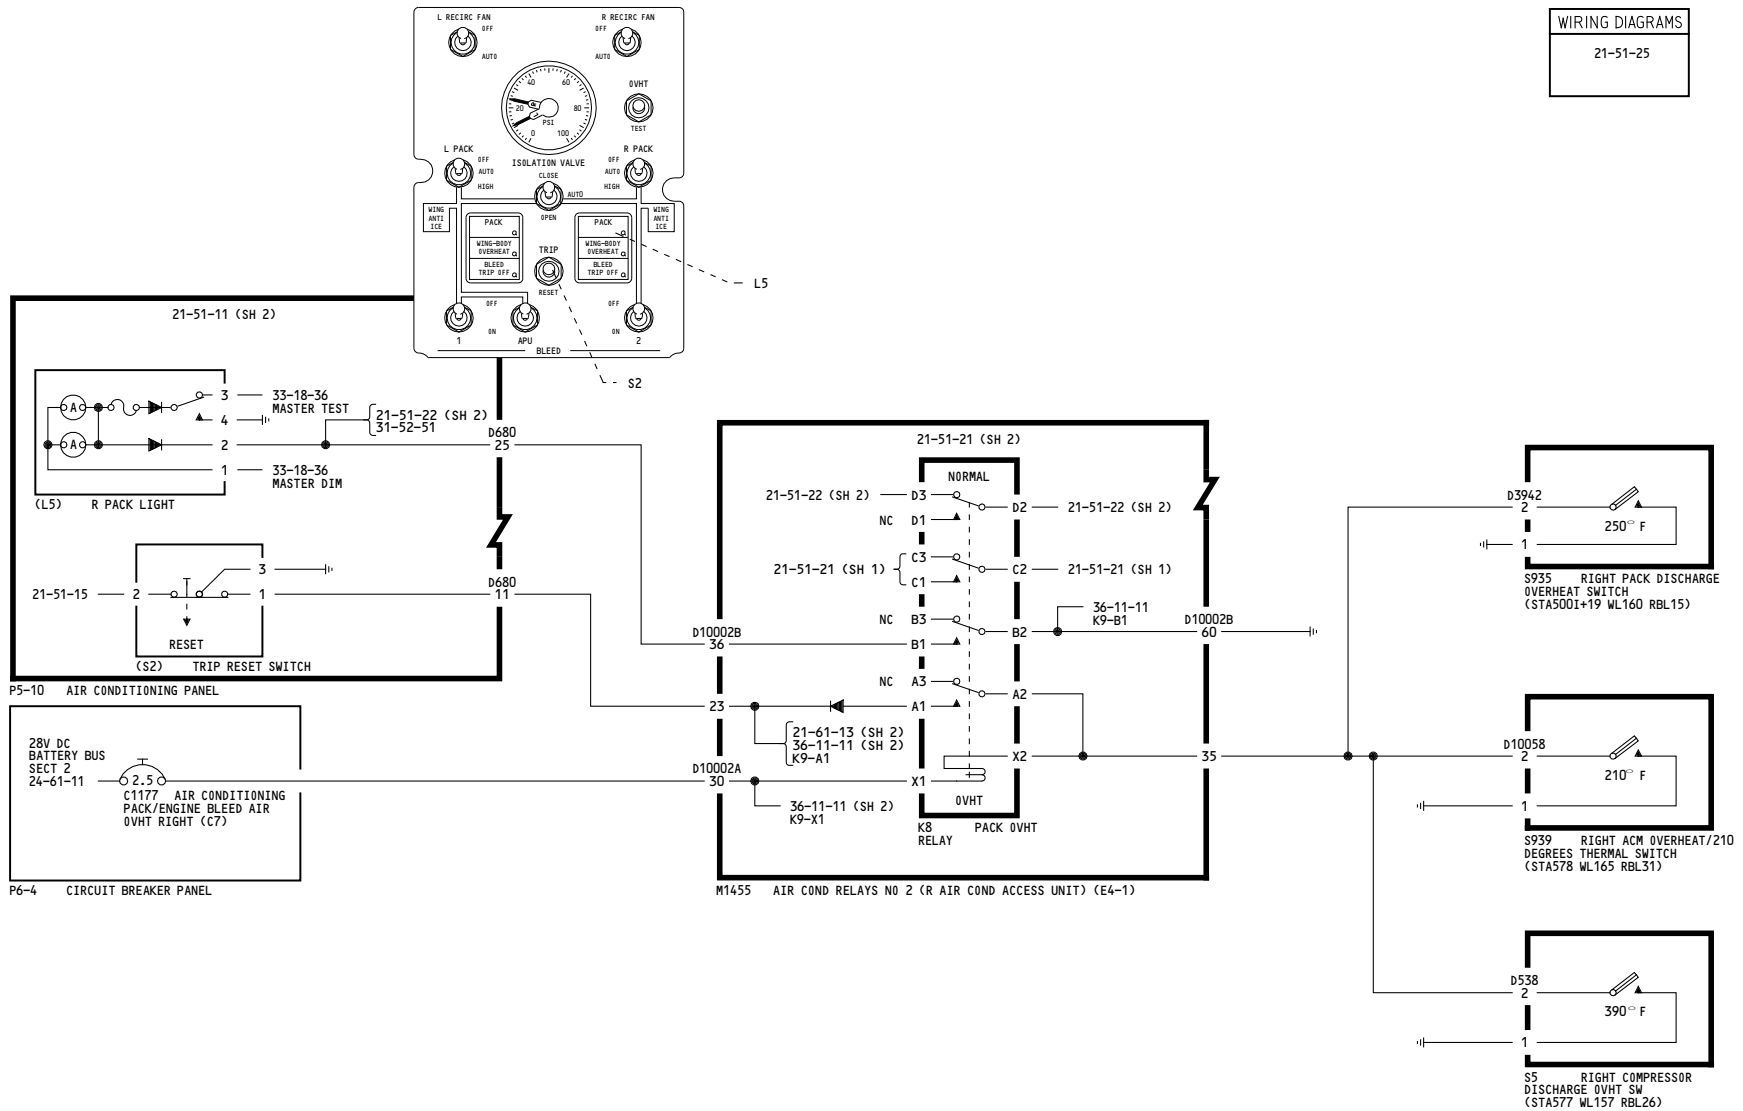 L RECIRC FAN
OFF
AUTO
R RECIRC FAN
OFF
AUTO
40
60
20
80
0
100
PSI
OVHT
TEST
L PACK
OFF
AUTO
HIGH
ISOLATION VALVE
CLOSE
AUTO
OPEN
R PACK
OFF
AUTO
HIGH
WING
ANTI
ICE
PACK
WING-BODY
OVERHEAT
BLEED
TRIP OFF
TRIP
RESET
PACK
WING-BODY
OVERHEAT
BLEED
TRIP OFF
WING
ANTI
ICE
OFF
ON
OFF
ON
1
APU
2
BLEED
L5
S2
WIRING DIAGRAMS
21-51-25
21-51-11 (SH 2)
A
A
3
33-18-36
MASTER TEST
4
2
21-51-22 (SH 2)
31-52-51
1
33-18-36
MASTER DIM
(L5) R PACK LIGHT
D680
25
21-51-15
2
3
1
RESET
(S2) TRIP RESET SWITCH
D680
11
P5-10 AIR CONDITIONING PANEL
28V DC
BATTERY BUS
SECT 2
24-61-11
2.5
C1177 AIR CONDITIONING
PACK/ENGINE BLEED AIR
OVHT RIGHT (C7)
P6-4 CIRCUIT BREAKER PANEL
21-51-21 (SH 2)
NORMAL
21-51-22 (SH 2)
D3
D2
21-51-22 (SH 2)
NC
D1
21-51-21 (SH 1)
C3
C1
C2
21-51-21 (SH 1)
NC
B3
B2
36-11-11
K9-B1
D10002B
60
D10002B
36
B1
NC
A3
A2
23
A1
21-61-13 (SH 2)
36-11-11 (SH 2)
K9-A1
X2
35
D10002A
30
X1
36-11-11 (SH 2)
K9-X1
OVHT
K8 PACK OVHT
RELAY
M1455 AIR COND RELAYS NO 2 (R AIR COND ACCESS UNIT) (E4-1)
D3942
2
250° F
1
S935 RIGHT PACK DISCHARGE
OVERHEAT SWITCH
(STA500I+19 WL160 RBL15)
D10058
2
210° F
1
S939 RIGHT ACM OVERHEAT/210
DEGREES THERMAL SWITCH
(STA578 WL165 RBL31)
D538
2
390° F
1
S5 RIGHT COMPRESSOR
DISCHARGE OVHT SW
(STA577 WL157 RBL26)